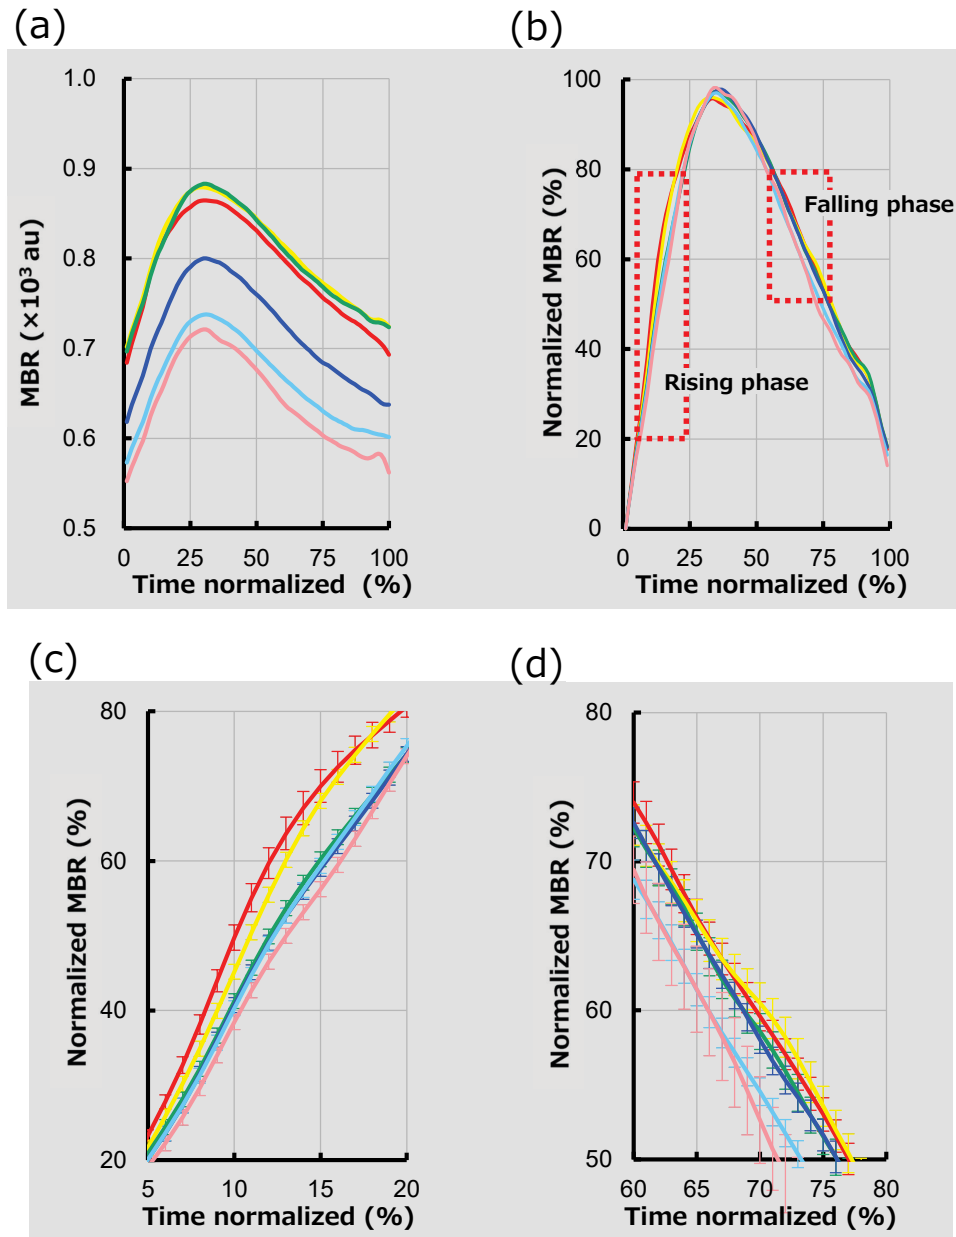 (a)
(b)
MBR (×10³ au)
1.0
0.9
0.8
0.7
0.6
0.5
0 25 50 75 100
Time normalized (%)
Normalized MBR (%)
100
80
60
40
20
0
Falling phase
Rising phase
0 25 50 75 100
Time normalized (%)
(c)
(d)
Normalized MBR (%)
80
60
40
20
5 10 15 20
Time normalized (%)
Normalized MBR (%)
80
70
60
50
60 65 70 75 80
Time normalized (%)